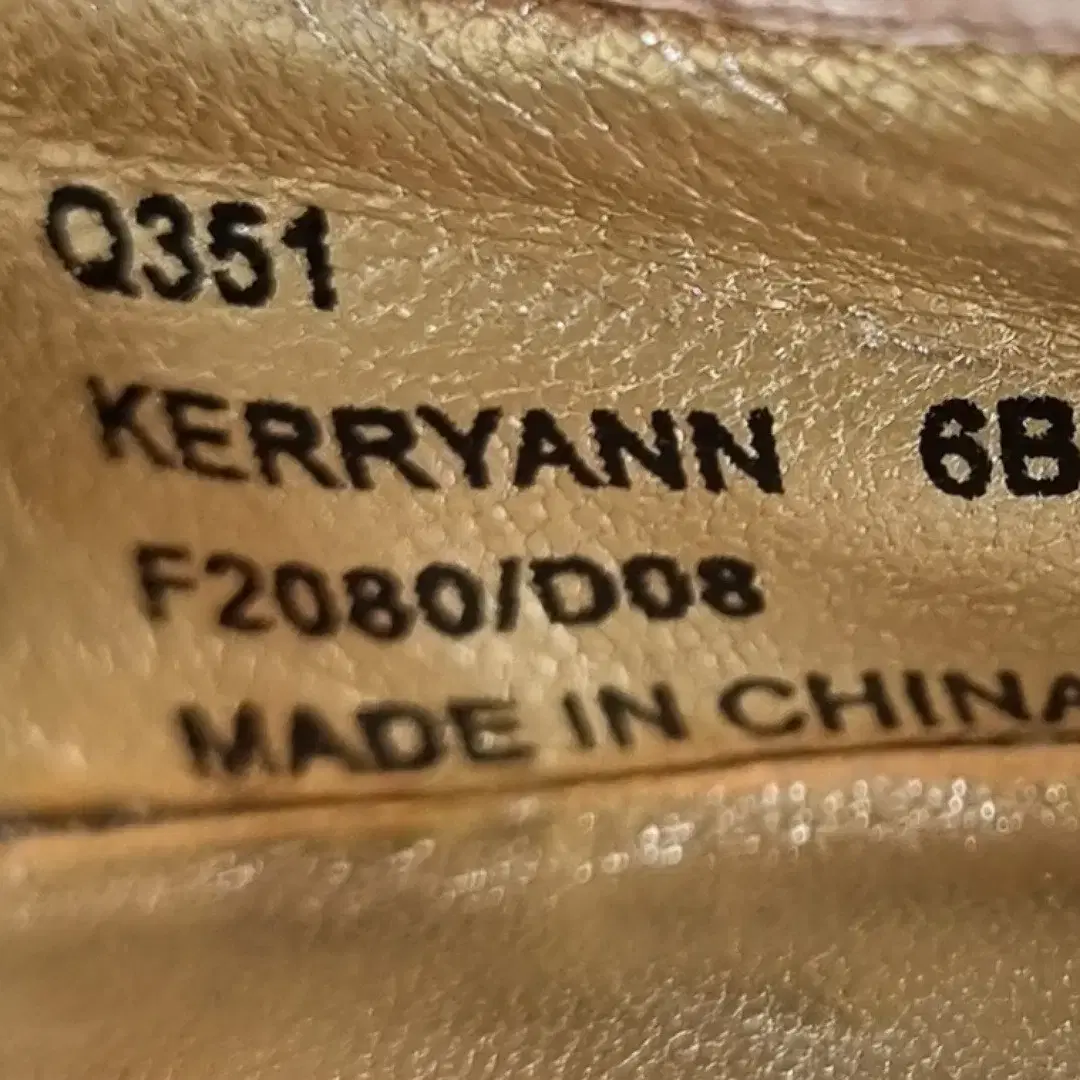 Q351
KERRYANN 6B
F2080/D08
MADE IN CHINA